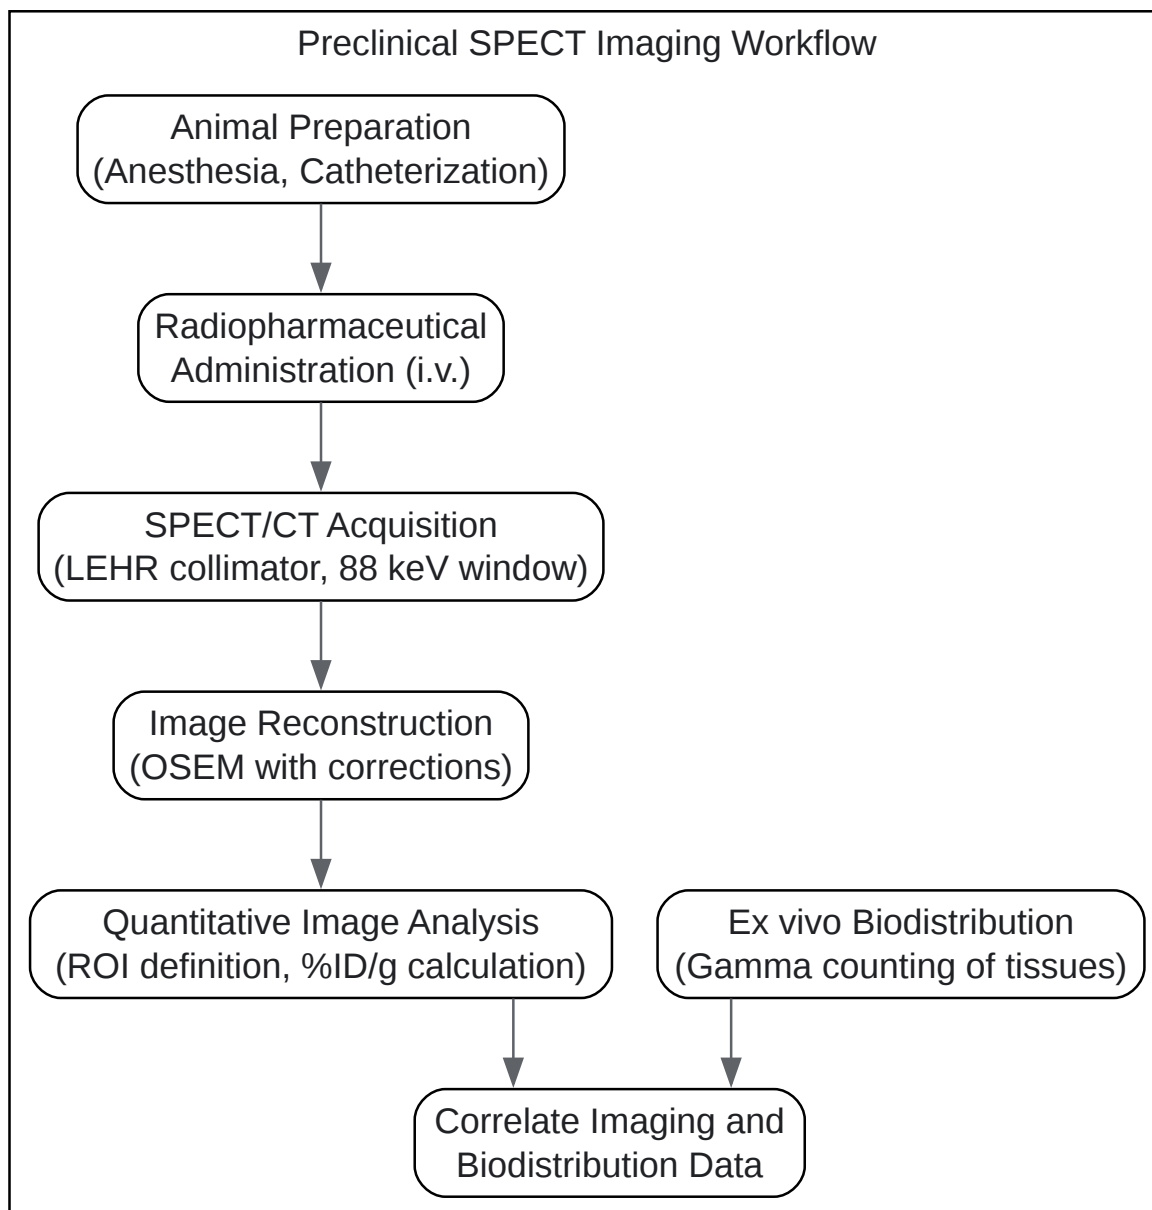 Preclinical SPECT Imaging Workflow
Animal Preparation
(Anesthesia, Catheterization)
Radiopharmaceutical
Administration (i.v.)
SPECT/CT Acquisition
(LEHR collimator, 88 keV window)
Image Reconstruction
(OSEM with corrections)
Quantitative Image Analysis
(ROI definition, %ID/g calculation)
Ex vivo Biodistribution
(Gamma counting of tissues)
Correlate Imaging and
Biodistribution Data